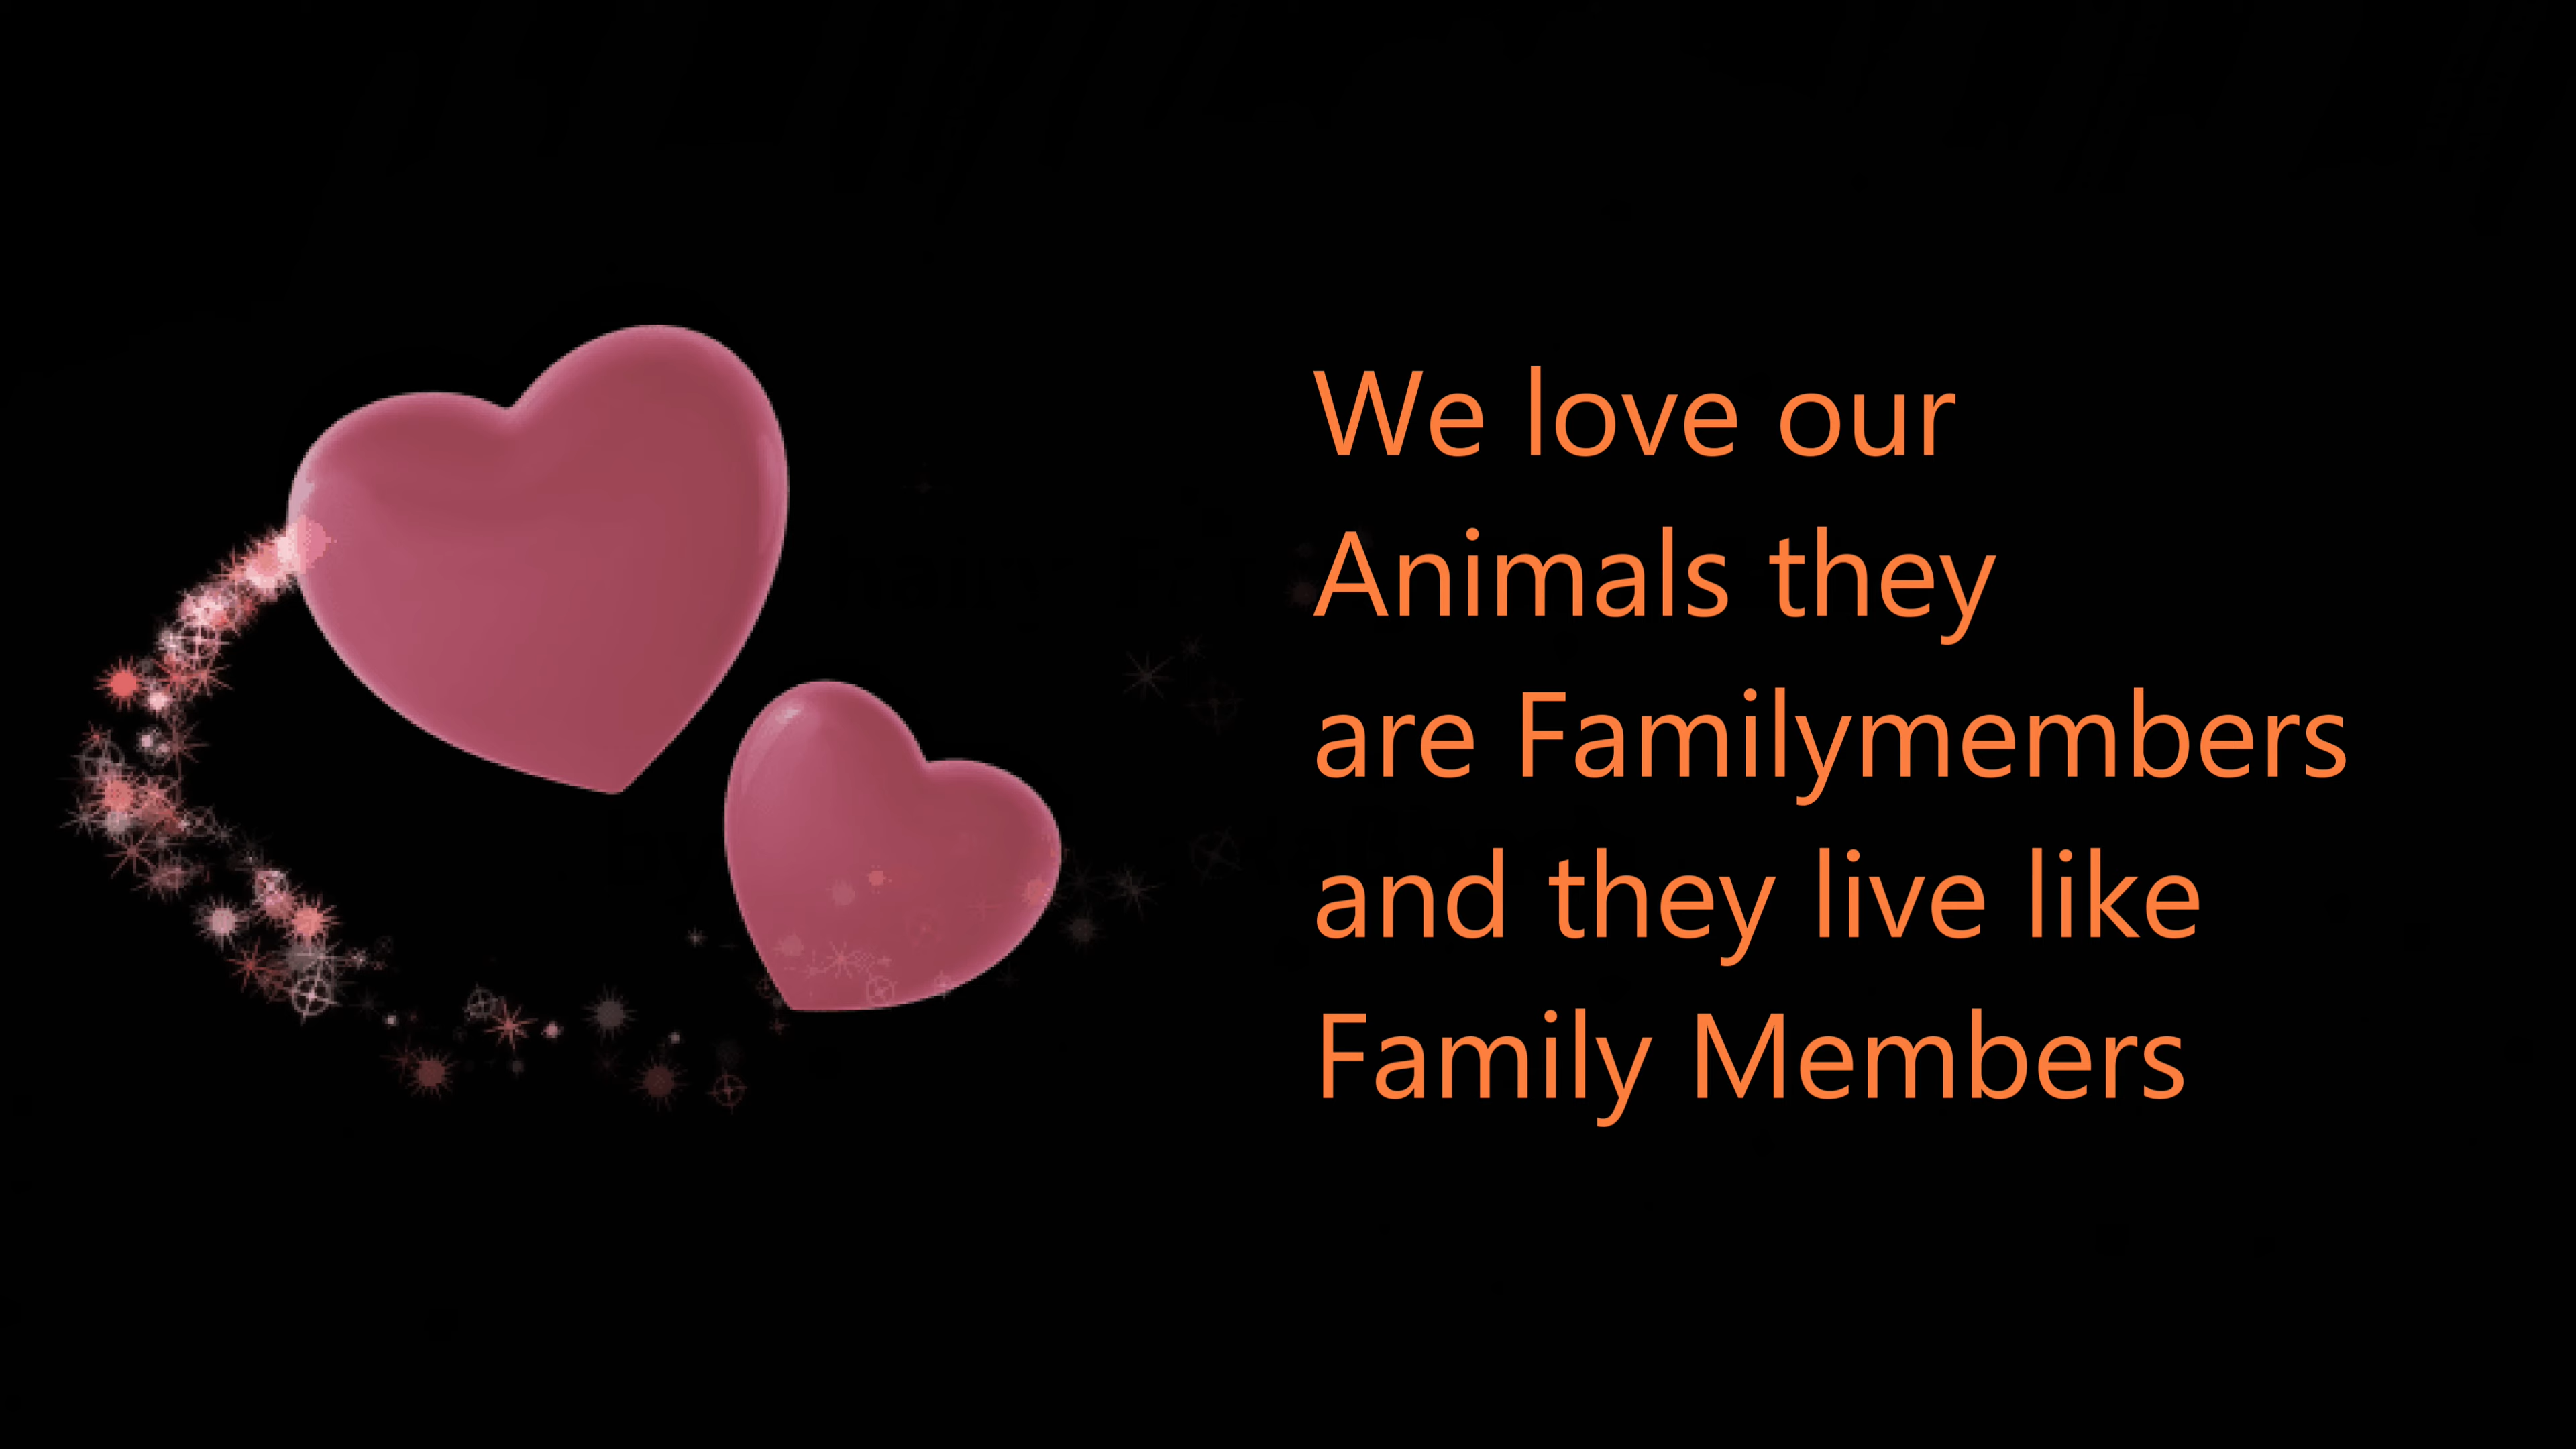 We love our
Animals they
are Familymembers
and they live like
Family Members